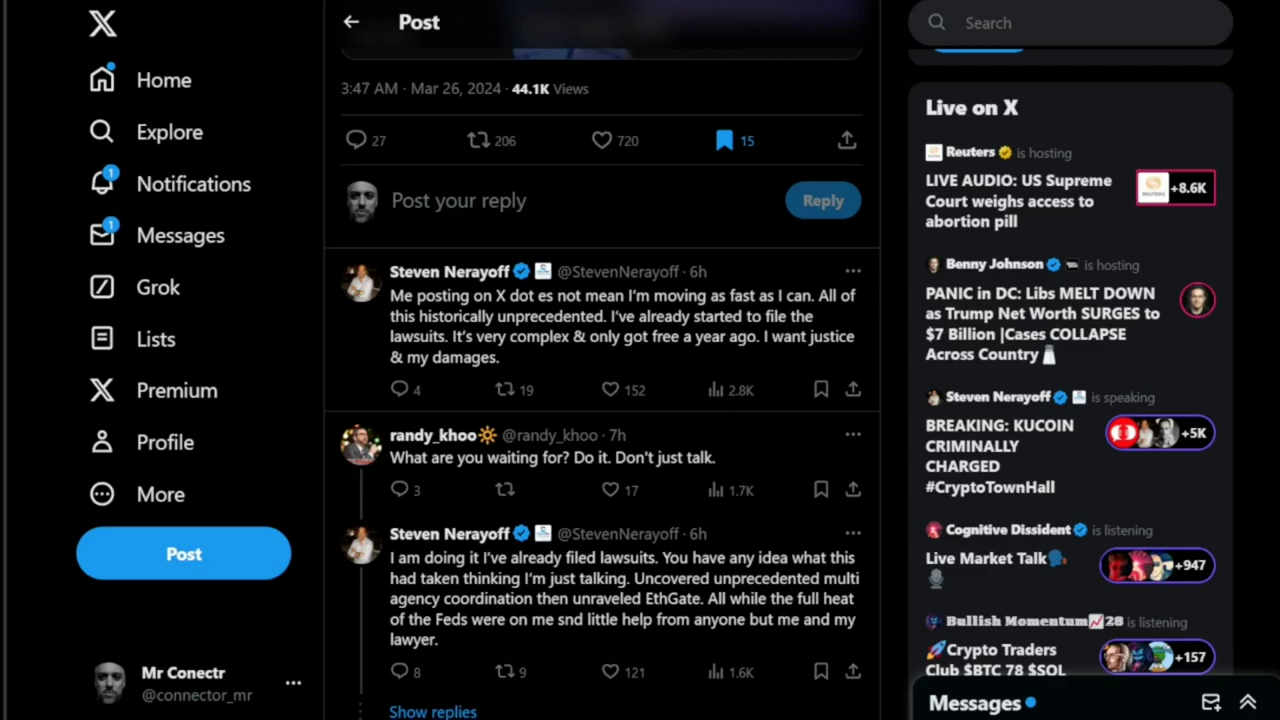 Post
3:47 AM · Mar 26, 2024 · 44.1K Views
27 206 720 15
Post your reply
Reply
Steven Nerayoff @StevenNerayoff · 6h
Me posting on X dot es not mean I'm moving as fast as I can. All of
this historically unprecedented. I've already started to file the
lawsuits. It's very complex & only got free a year ago. I want justice
& my damages.
4 19 152 2.8K
randy_khoo @randy_khoo · 7h
What are you waiting for? Do it. Don't just talk.
3 17 1.7K
Steven Nerayoff @StevenNerayoff · 6h
I am doing it I've already filed lawsuits. You have any idea what this
had taken thinking I'm just talking. Uncovered unprecedented multi
agency coordination then unraveled EthGate. All while the full heat
of the Feds were on me snd little help from anyone but me and my
lawyer.
8 9 121 1.6K
Show replies
Home
Explore
1
Notifications
1
Messages
Grok
Lists
Premium
Profile
More
Post
Mr Conectr
@connector_mr
Search
Live on X
Reuters is hosting
LIVE AUDIO: US Supreme
Court weighs access to
abortion pill
REUTERS
+8.6K
Benny Johnson is hosting
PANIC in DC: Libs MELT DOWN
as Trump Net Worth SURGES to
$7 Billion |Cases COLLAPSE
Across Country
Steven Nerayoff is speaking
BREAKING: KUCOIN
CRIMINALLY
CHARGED
#CryptoTownHall
+5K
Cognitive Dissident is listening
Live Market Talk
+947
Bullish Momentum 28 is listening
Crypto Traders
Club $BTC 78 $SOL
+157
Messages